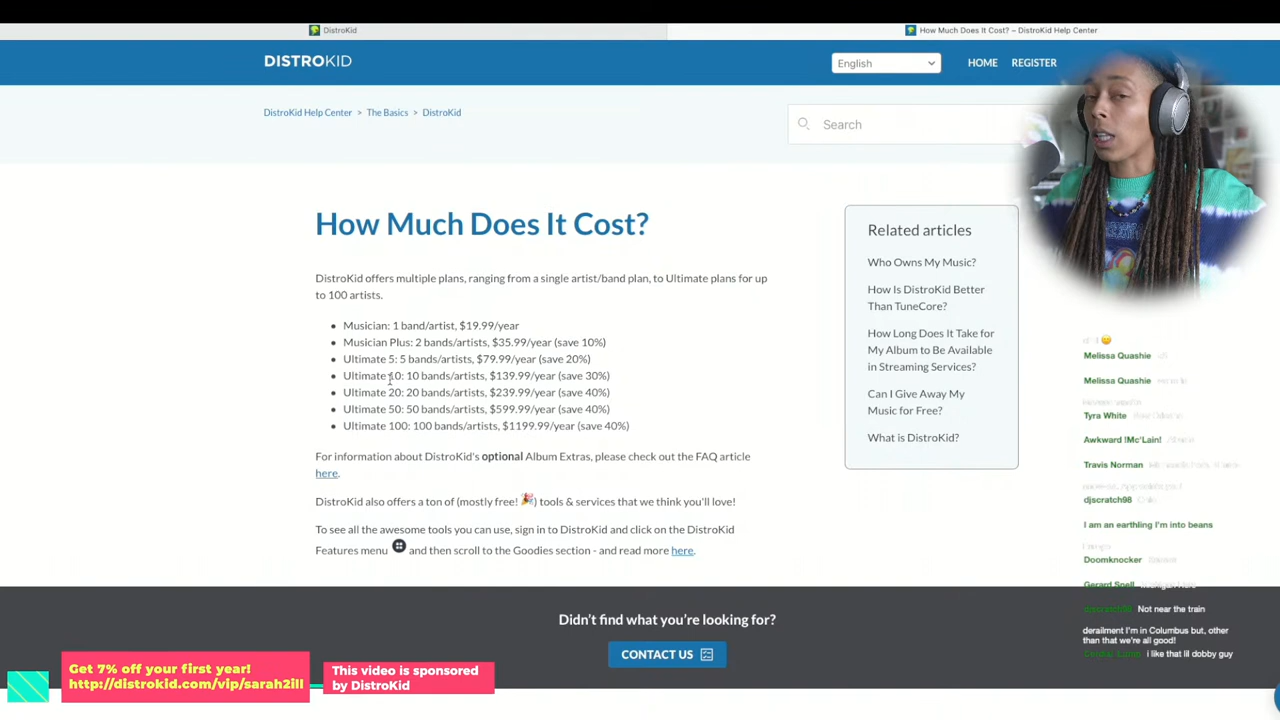 DistroKid
How Much Does It Cost? – DistroKid Help Center
DISTROKID
English
HOME
REGISTER
DistroKid Help Center > The Basics > DistroKid
Search
How Much Does It Cost?
DistroKid offers multiple plans, ranging from a single artist/band plan, to Ultimate plans for up
to 100 artists.
• Musician: 1 band/artist, $19.99/year
• Musician Plus: 2 bands/artists, $35.99/year (save 10%)
• Ultimate 5: 5 bands/artists, $79.99/year (save 20%)
• Ultimate 10: 10 bands/artists, $139.99/year (save 30%)
• Ultimate 20: 20 bands/artists, $239.99/year (save 40%)
• Ultimate 50: 50 bands/artists, $599.99/year (save 40%)
• Ultimate 100: 100 bands/artists, $1199.99/year (save 40%)
For information about DistroKid's optional Album Extras, please check out the FAQ article
here.
DistroKid also offers a ton of (mostly free! 🎉) tools & services that we think you'll love!
To see all the awesome tools you can use, sign in to DistroKid and click on the DistroKid
Features menu and then scroll to the Goodies section - and read more here.
Related articles
Who Owns My Music?
How Is DistroKid Better
Than TuneCore?
How Long Does It Take for
My Album to Be Available
in Streaming Services?
Can I Give Away My
Music for Free?
What is DistroKid?
Melissa Quashie
Melissa Quashie
Tyra White
Awkward !Mc'Lain!
Travis Norman
djscratch98
I am an earthling I'm into beans
Doomknocker
Gerard Snell
djscratch98 Not near the train
derailment I'm in Columbus but, other
than that we're all good!
i like that lil dobby guy
Didn't find what you're looking for?
CONTACT US
Get 7% off your first year!
http://distrokid.com/vip/sarah2ill
This video is sponsored
by DistroKid